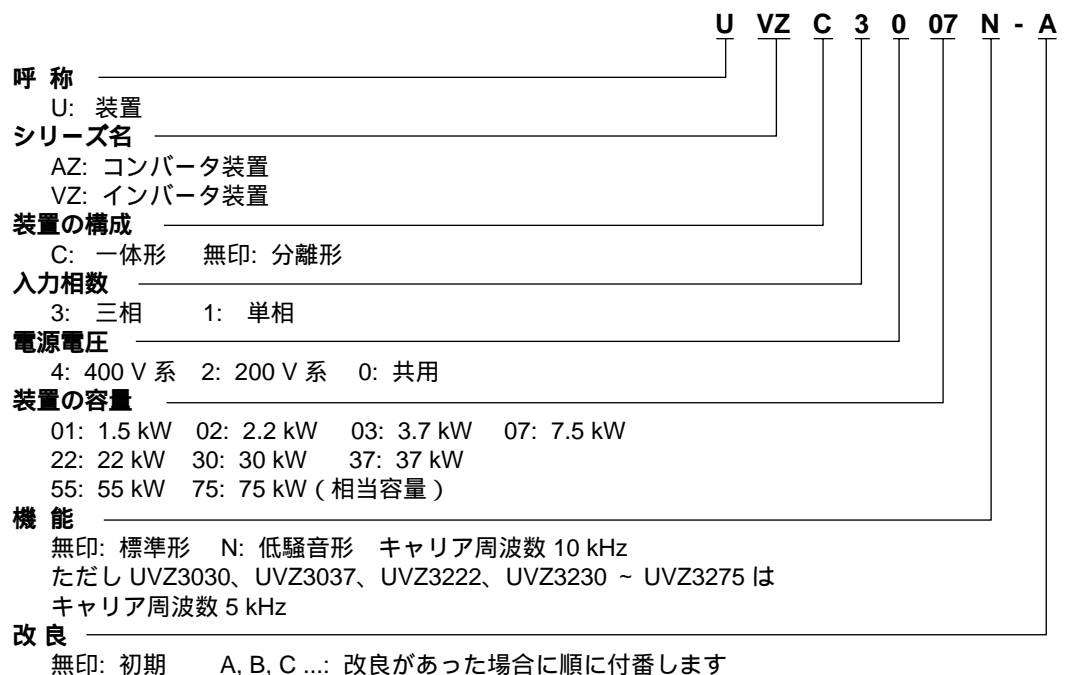 U VZ C 3 0 07 N - A
呼 称
U: 装置
シリーズ名
AZ: コンバータ装置
VZ: インバータ装置
装置の構成
C: 一体形 無印: 分離形
入力相数
3: 三相 1: 単相
電源電圧
4: 400 V 系 2: 200 V 系 0: 共用
装置の容量
01: 1.5 kW 02: 2.2 kW 03: 3.7 kW 07: 7.5 kW
22: 22 kW 30: 30 kW 37: 37 kW
55: 55 kW 75: 75 kW ( 相当容量 )
機 能
無印: 標準形 N: 低騒音形 キャリア周波数 10 kHz
ただし UVZ3030、UVZ3037、UVZ3222、UVZ3230 ~ UVZ3275 は
キャリア周波数 5 kHz
改 良
無印: 初期 A, B, C ...: 改良があった場合に順に付番します